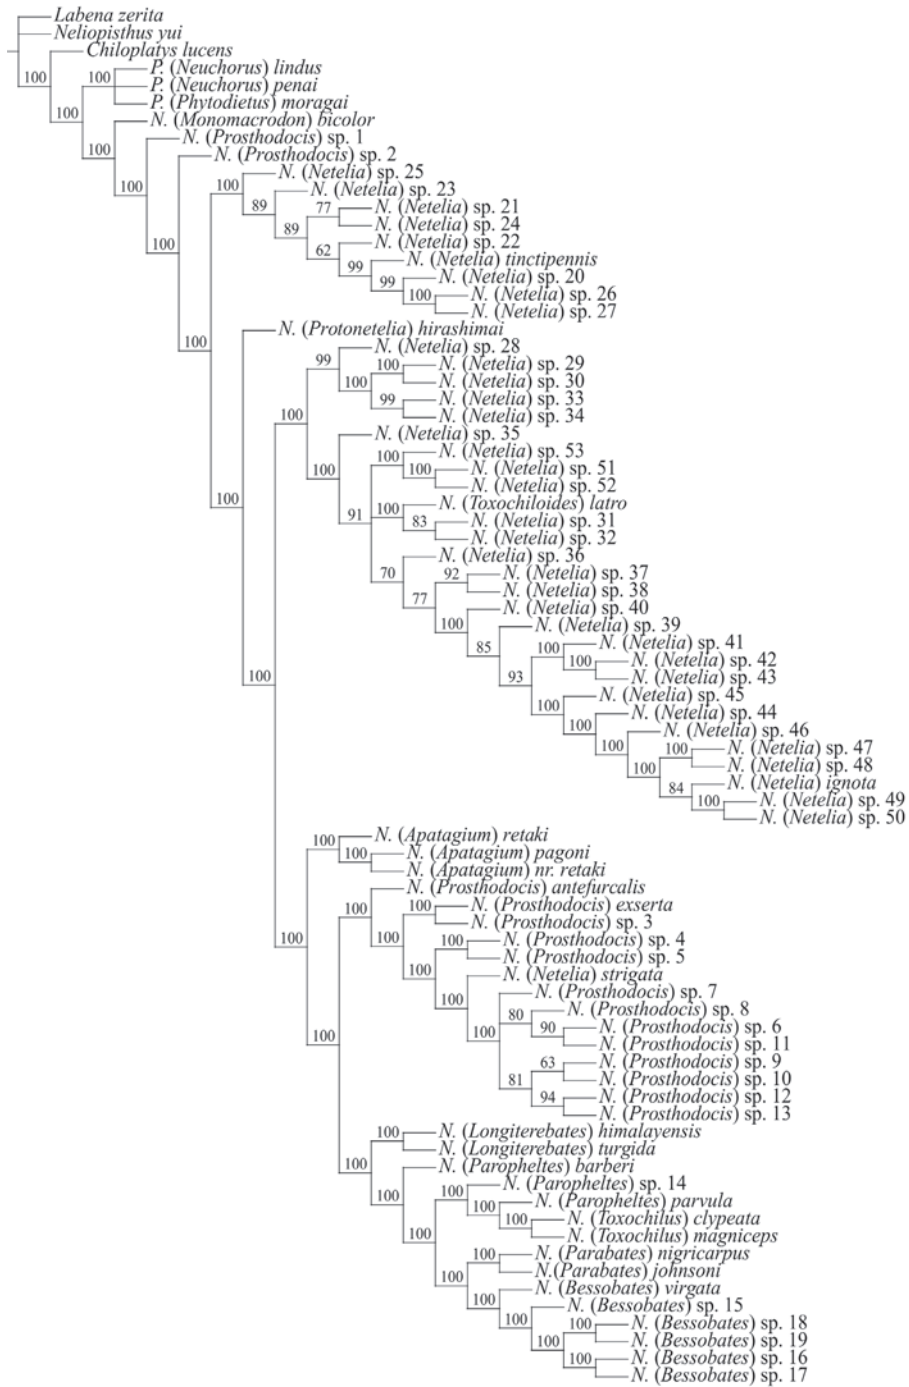 Labena zerita
Neliopisthus yui
Chiloplatys lucens
100
100 P. (Neuchorus) lindus
P. (Neuchorus) penai
100
P. (Phytodietus) moragai
N. (Monomacrodon) bicolor
100
N. (Prosthodocis) sp. 1
N. (Prosthodocis) sp. 2
N. (Netelia) sp. 25
100
100
N. (Netelia) sp. 23
89
77 N. (Netelia) sp. 21
N. (Netelia) sp. 24
89
100
N. (Netelia) sp. 22
62
N. (Netelia) tinctipennis
99
N. (Netelia) sp. 20
99
100 N. (Netelia) sp. 26
N. (Netelia) sp. 27
N. (Protonetelia) hirashimai
100
N. (Netelia) sp. 28
99
100 N. (Netelia) sp. 29
N. (Netelia) sp. 30
100
99 N. (Netelia) sp. 33
N. (Netelia) sp. 34
100
N. (Netelia) sp. 35
N. (Netelia) sp. 53
100
100 N. (Netelia) sp. 51
100
N. (Netelia) sp. 52
100
N. (Toxochiloides) latro
100
91
83 N. (Netelia) sp. 31
N. (Netelia) sp. 32
N. (Netelia) sp. 36
70
92 N. (Netelia) sp. 37
N. (Netelia) sp. 38
77
N. (Netelia) sp. 40
100
N. (Netelia) sp. 39
85
N. (Netelia) sp. 41
100
100 N. (Netelia) sp. 42
93
100
N. (Netelia) sp. 43
N. (Netelia) sp. 45
100
N. (Netelia) sp. 44
100
N. (Netelia) sp. 46
100
100 N. (Netelia) sp. 47
N. (Netelia) sp. 48
100
N. (Netelia) ignota
84
100 N. (Netelia) sp. 49
N. (Netelia) sp. 50
N. (Apatagium) retaki
100
100 N. (Apatagium) pagoni
N. (Apatagium) nr. retaki
N. (Prosthodocis) antefurcalis
100
100 N. (Prosthodocis) exserta
N. (Prosthodocis) sp. 3
100
100
100 N. (Prosthodocis) sp. 4
N. (Prosthodocis) sp. 5
100
N. (Netelia) strigata
N. (Prosthodocis) sp. 7
100
N. (Prosthodocis) sp. 8
80
90 N. (Prosthodocis) sp. 6
100
100
N. (Prosthodocis) sp. 11
63 N. (Prosthodocis) sp. 9
N. (Prosthodocis) sp. 10
81
94 N. (Prosthodocis) sp. 12
N. (Prosthodocis) sp. 13
100 N. (Longiterebates) himalayensis
N. (Longiterebates) turgida
100
N. (Paropheltes) barberi
N. (Paropheltes) sp. 14
100
100
N. (Paropheltes) parvula
100
100 N. (Toxochilus) clypeata
N. (Toxochilus) magniceps
100
100 N. (Parabates) nigricarpus
N.(Parabates) johnsoni
100
N. (Bessobates) virgata
100
N. (Bessobates) sp. 15
100
100 N. (Bessobates) sp. 18
N. (Bessobates) sp. 19
100
100 N. (Bessobates) sp. 16
N. (Bessobates) sp. 17